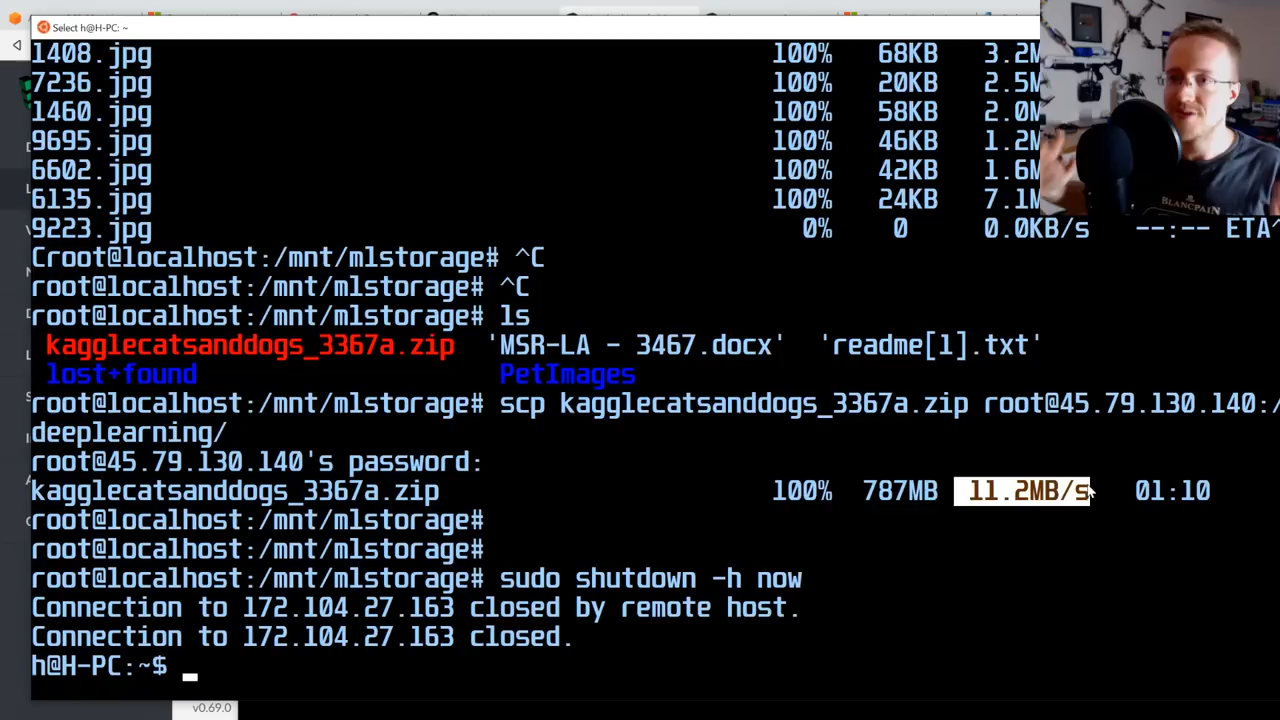 Select h@H-PC: ~
1408.jpg 100% 68KB 3.2M
7236.jpg 100% 20KB 2.5M
1460.jpg 100% 58KB 2.0M
9695.jpg 100% 46KB 1.2M
6602.jpg 100% 42KB 1.6M
6135.jpg 100% 24KB 7.1M
9223.jpg 0% 0 0.0KB/s --:-- ETA^
Croot@localhost:/mnt/mlstorage# ^C
root@localhost:/mnt/mlstorage# ^C
root@localhost:/mnt/mlstorage# ls
kagglecatsanddogs_3367a.zip 'MSR-LA - 3467.docx' 'readme[1].txt'
lost+found PetImages
root@localhost:/mnt/mlstorage# scp kagglecatsanddogs_3367a.zip root@45.79.130.140:/
deeplearning/
root@45.79.130.140's password:
kagglecatsanddogs_3367a.zip 100% 787MB 11.2MB/s 01:10
root@localhost:/mnt/mlstorage#
root@localhost:/mnt/mlstorage#
root@localhost:/mnt/mlstorage# sudo shutdown -h now
Connection to 172.104.27.163 closed by remote host.
Connection to 172.104.27.163 closed.
h@H-PC:~$
v0.69.0
BLANCPAIN